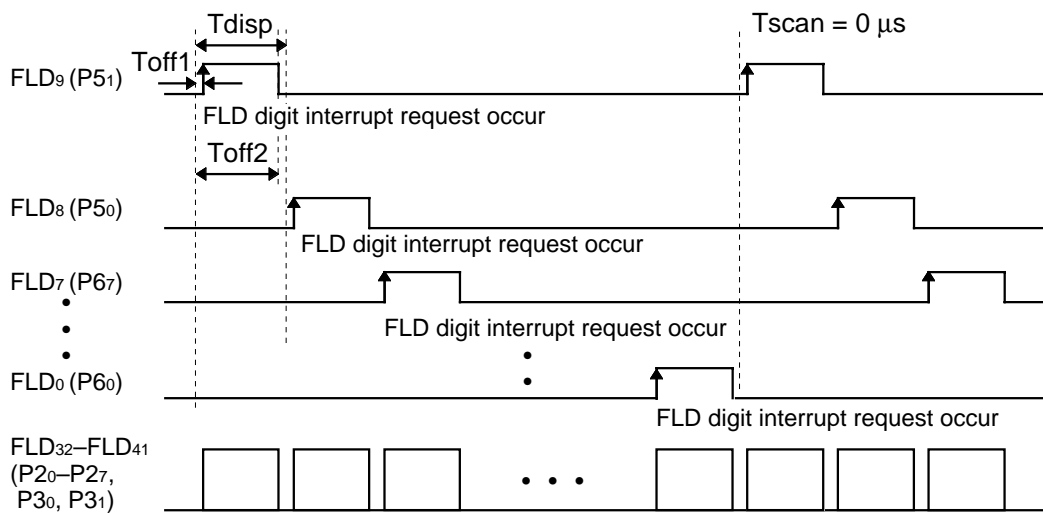 Tdisp
Tscan = 0 µs
Toff1
FLD9 (P51)
FLD digit interrupt request occur
Toff2
FLD8 (P50)
FLD digit interrupt request occur
FLD7 (P67)
FLD digit interrupt request occur
FLD0 (P60)
FLD digit interrupt request occur
FLD32–FLD41
(P20–P27,
P30, P31)